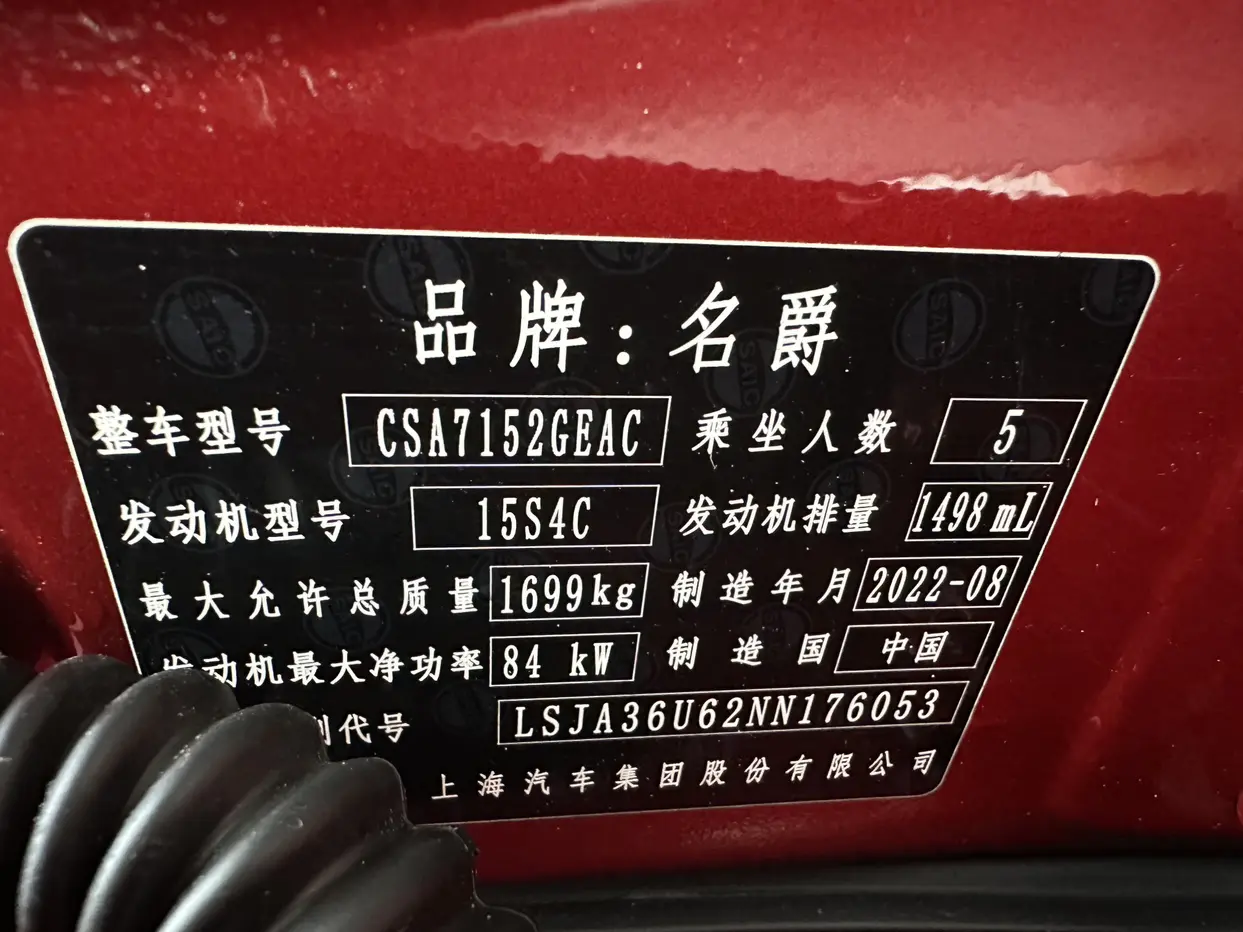 品牌：名爵
整车型号 CSA7152GEAC 乘坐人数 5
发动机型号 15S4C 发动机排量 1498mL
最大允许总质量 1699kg 制造年月 2022-08
发动机最大净功率 84 kW 制造国 中国
代号 LSJA36U62NN176053
上海汽车集团股份有限公司